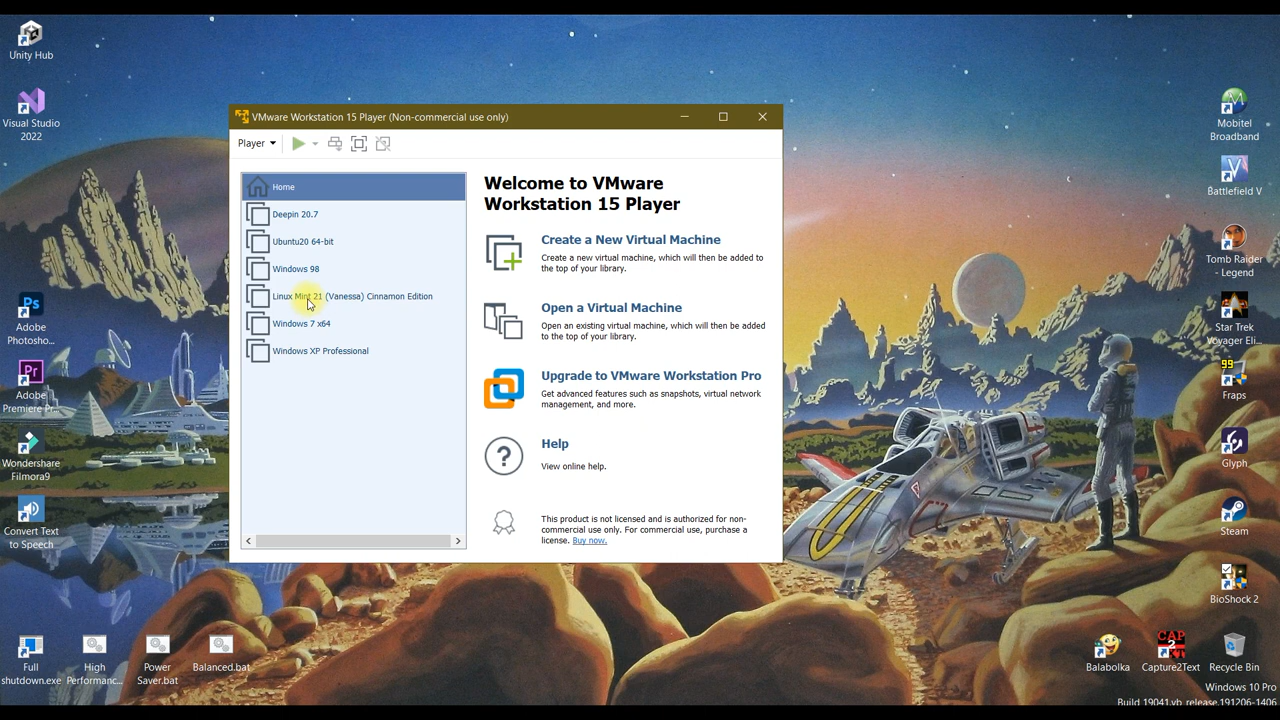 Unity Hub
Visual Studio
2022
Adobe
Photosho...
Adobe
Premiere Pr...
Wondershare
Filmora9
Convert Text
to Speech
Full
shutdown.exe
High
Performanc...
Power
Saver.bat
Balanced.bat
VMware Workstation 15 Player (Non-commercial use only)
Player
Home
Deepin 20.7
Ubuntu20 64-bit
Windows 98
Linux Mint 21 (Vanessa) Cinnamon Edition
Windows 7 x64
Windows XP Professional
Welcome to VMware
Workstation 15 Player
Create a New Virtual Machine
Create a new virtual machine, which will then be added to
the top of your library.
Open a Virtual Machine
Open an existing virtual machine, which will then be added
to the top of your library.
Upgrade to VMware Workstation Pro
Get advanced features such as snapshots, virtual network
management, and more.
Help
View online help.
This product is not licensed and is authorized for non-
commercial use only. For commercial use, purchase a
license. Buy now.
Mobitel
Broadband
Battlefield V
Tomb Raider
- Legend
Star Trek
Voyager Eli...
99
Fraps
Glyph
Steam
BioShock 2
Balabolka
CAP
2
Capture2Text
Recycle Bin
Windows 10 Pro
Build 19041.vb_release.191206-1406